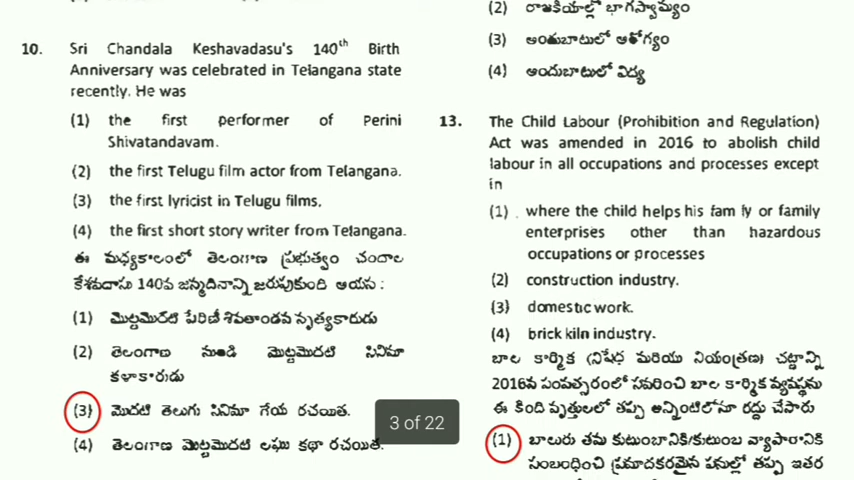 10. Sri Chandala Keshavadasu's 140th Birth
Anniversary was celebrated in Telangana state
recently. He was
(1) the first performer of Perini
Shivatandavam.
(2) the first Telugu film actor from Telangana.
(3) the first lyricist in Telugu films.
(4) the first short story writer from Telangana.
ఈ మధ్యకాలంలో తెలంగాణ ప్రభుత్వం చందాల
కేశవదాసు 140వ జన్మదినాన్ని జరుపుకుంది ఆయన :
(1) మొట్టమొదటి పేరిణీ శివతాండవ నృత్యకారుడు
(2) తెలంగాణ నుండి మొట్టమొదటి సినిమా
కళాకారుడు
(3) మొదటి తెలుగు సినిమా గేయ రచయిత.
(4) తెలంగాణ మొట్టమొదటి లఘు కథా రచయిత.
3 of 22
(2) రాజకీయాల్లో భాగస్వామ్యం
(3) అందుబాటులో ఆరోగ్యం
(4) అందుబాటులో విద్య
13. The Child Labour (Prohibition and Regulation)
Act was amended in 2016 to abolish child
labour in all occupations and processes except
in
(1) where the child helps his family or family
enterprises other than hazardous
occupations or processes
(2) construction industry.
(3) domestic work.
(4) brick kiln industry.
బాల కార్మిక (నిషేధ మరియు నియంత్రణ) చట్టాన్ని
2016వ సంవత్సరంలో సవరించి బాల కార్మిక వ్యవస్థను
ఈ కింది వృత్తులలో తప్ప అన్నింటిలోనూ రద్దు చేసారు
(1) బాలురు తమ కుటుంబానికి/కుటుంబ వ్యాపారానికి
సంబంధించి ప్రమాదకరమైన పనుల్లో తప్ప ఇతర